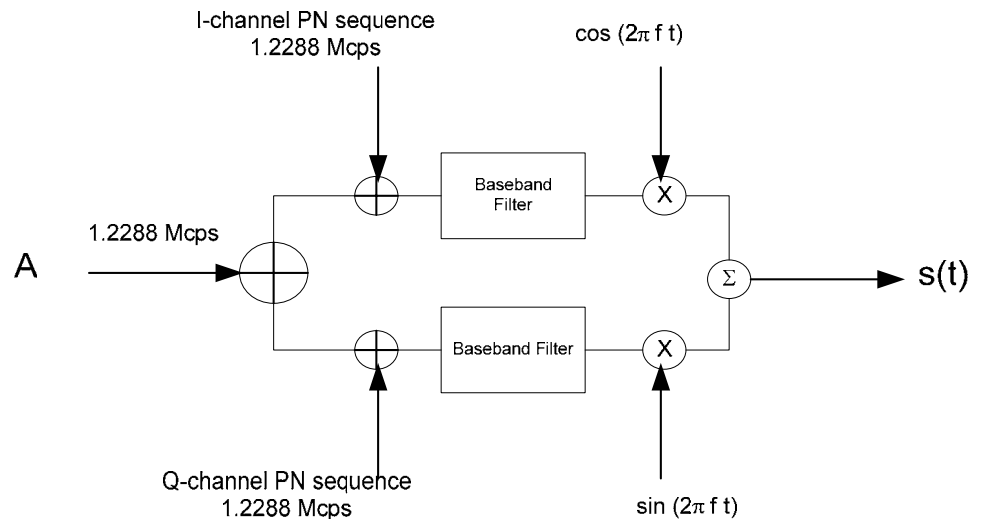 I-channel PN sequence
1.2288 Mcps
cos (2π f t)
Baseband
Filter
X
1.2288 Mcps
A
Σ
s(t)
Baseband Filter
X
Q-channel PN sequence
1.2288 Mcps
sin (2π f t)